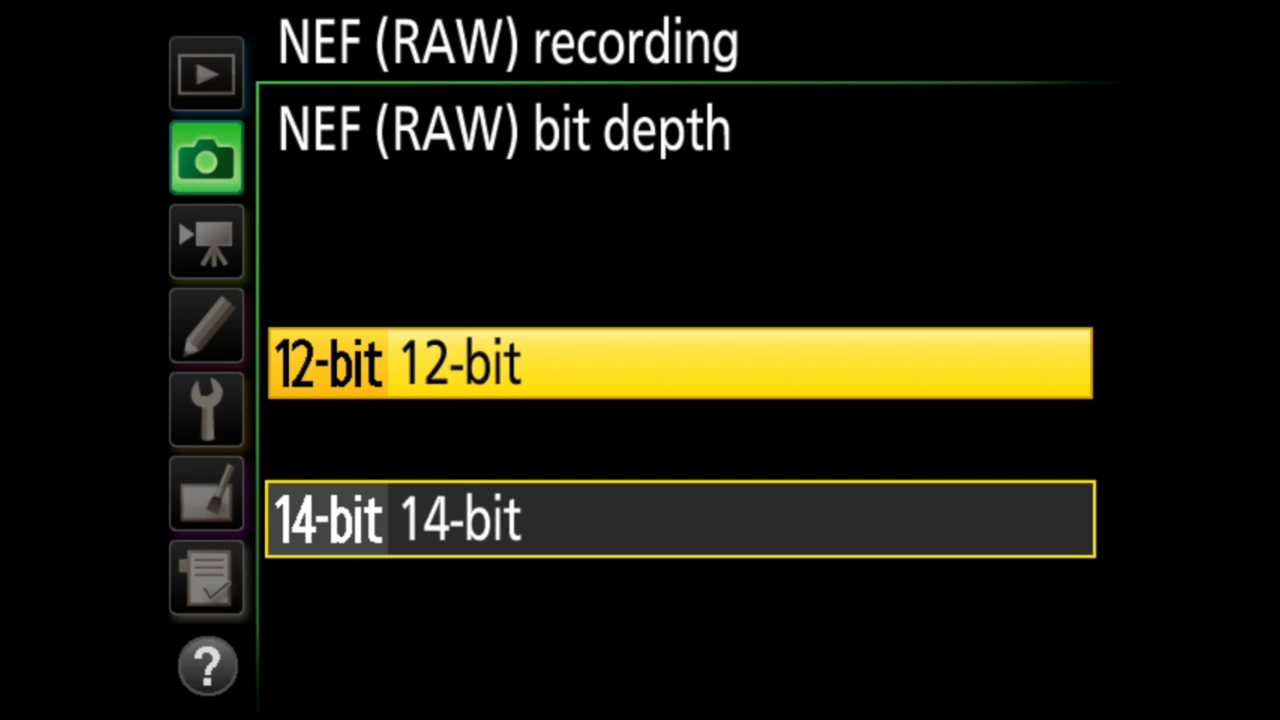 NEF (RAW) recording
NEF (RAW) bit depth
12-bit 12-bit
14-bit 14-bit
?